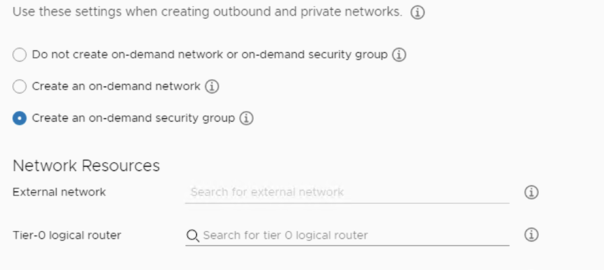 Use these settings when creating outbound and private networks.
Do not create on-demand network or on-demand security group
Create an on-demand network
Create an on-demand security group
Network Resources
External network Search for external network
Tier-0 logical router Search for tier 0 logical router